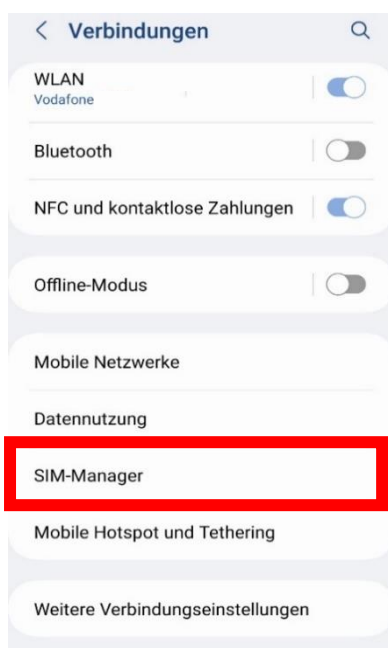 Verbindungen
WLAN
Vodafone
Bluetooth
NFC und kontaktlose Zahlungen
Offline-Modus
Mobile Netzwerke
Datennutzung
SIM-Manager
Mobile Hotspot und Tethering
Weitere Verbindungseinstellungen